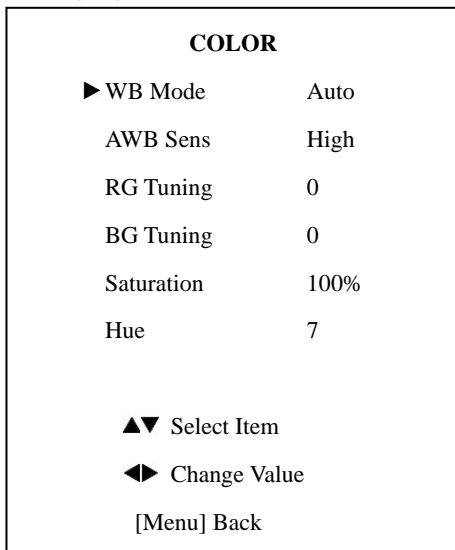 COLOR
▶WB Mode Auto
AWB Sens High
RG Tuning 0
BG Tuning 0
Saturation 100%
Hue 7
▲▼ Select Item
◀▶ Change Value
[Menu] Back